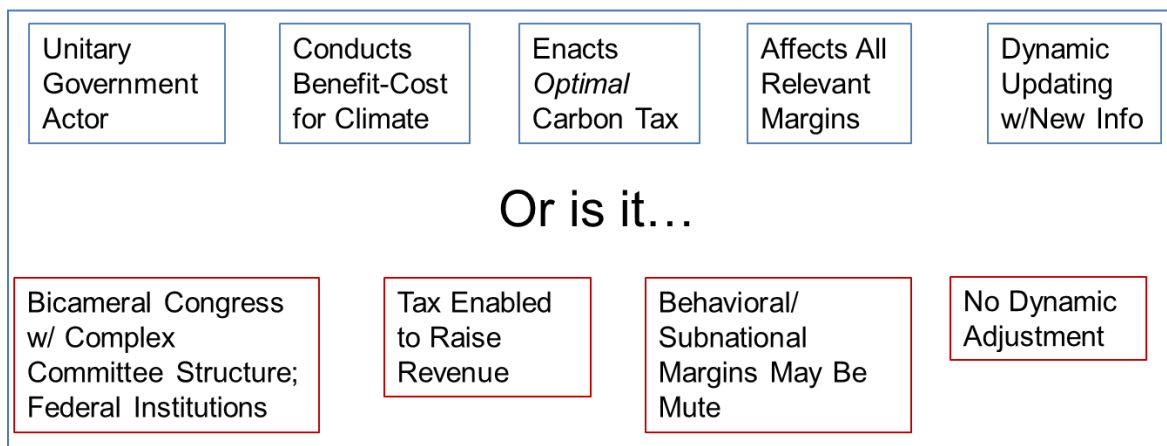 Unitary
Government
Actor
Conducts
Benefit-Cost
for Climate
Enacts
Optimal
Carbon Tax
Affects All
Relevant
Margins
Dynamic
Updating
w/New Info
Or is it…
Bicameral Congress
w/ Complex
Committee Structure;
Federal Institutions
Tax Enabled
to Raise
Revenue
Behavioral/
Subnational
Margins May Be
Mute
No Dynamic
Adjustment